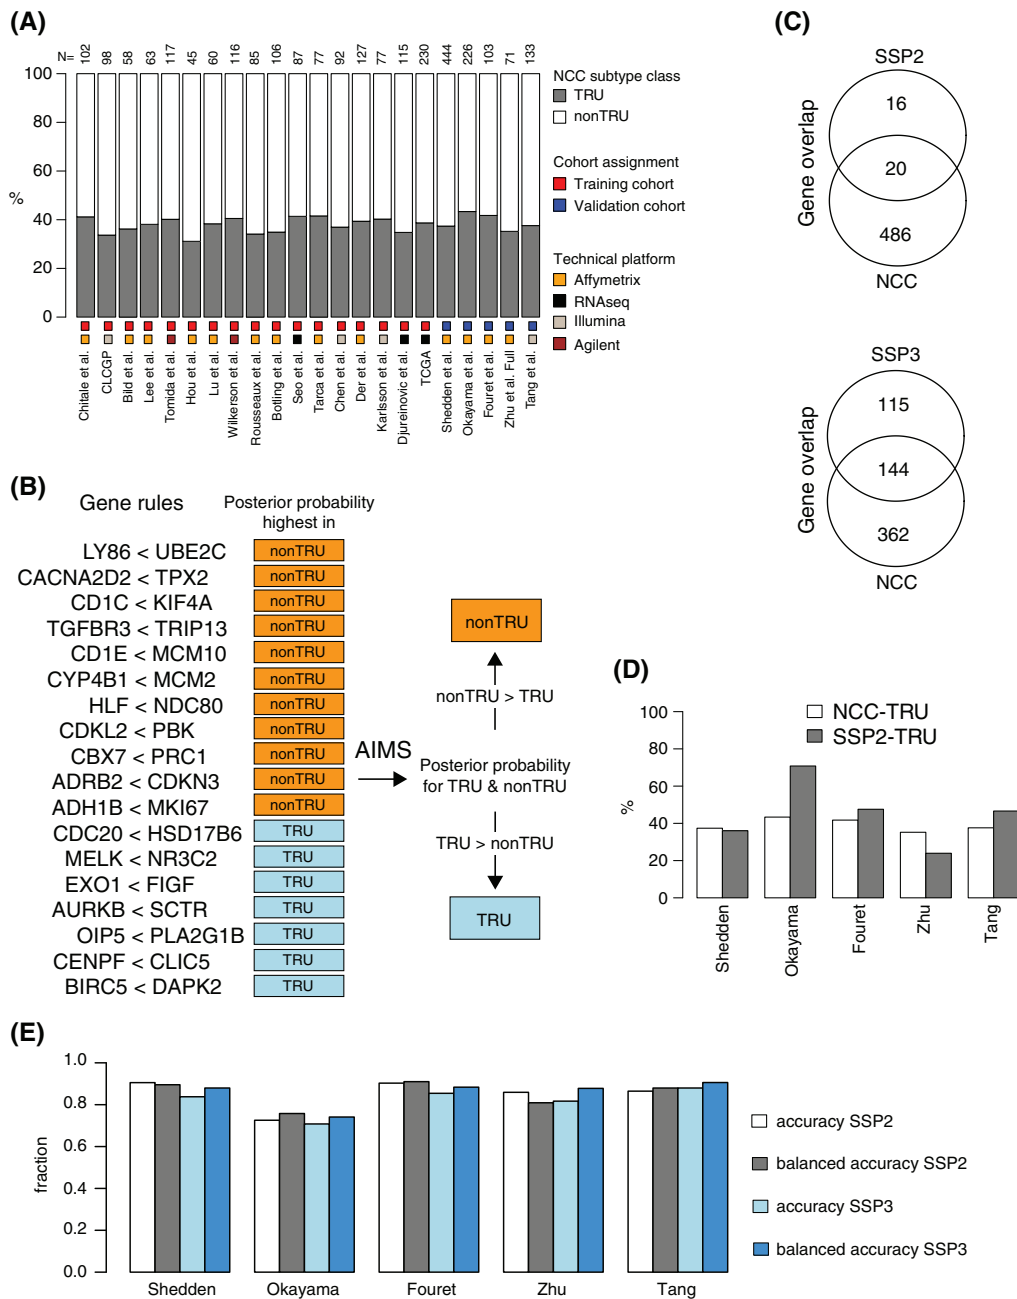 (A)
N= 102 98 58 63 117 45 60 116 85 106 87 77 92 127 77 115 230 444 226 103 71 133
100
80
60
40
20
0
%
NCC subtype class
TRU
nonTRU
Cohort assignment
Training cohort
Validation cohort
Technical platform
Affymetrix
RNAseq
Illumina
Agilent
Chitale et al.
CLCGP
Bild et al.
Lee et al.
Tomida et al.
Hou et al.
Lu et al.
Wilkerson et al.
Rousseaux et al.
Botling et al.
Seo et al.
Tarca et al.
Chen et al.
Der et al.
Karlsson et al.
Djureinovic et al.
TCGA
Shedden et al.
Okayama et al.
Fouret et al.
Zhu et al. Full
Tang et al.
(B)
Gene rules
Posterior probability
highest in
LY86 < UBE2C nonTRU
CACNA2D2 < TPX2 nonTRU
CD1C < KIF4A nonTRU
TGFBR3 < TRIP13 nonTRU
CD1E < MCM10 nonTRU
CYP4B1 < MCM2 nonTRU
HLF < NDC80 nonTRU
CDKL2 < PBK nonTRU
CBX7 < PRC1 nonTRU
ADRB2 < CDKN3 nonTRU
ADH1B < MKI67 nonTRU
CDC20 < HSD17B6 TRU
MELK < NR3C2 TRU
EXO1 < FIGF TRU
AURKB < SCTR TRU
OIP5 < PLA2G1B TRU
CENPF < CLIC5 TRU
BIRC5 < DAPK2 TRU
AIMS
nonTRU
nonTRU > TRU
Posterior probability
for TRU & nonTRU
TRU > nonTRU
TRU
(C)
SSP2
Gene overlap
16
20
486
NCC
SSP3
Gene overlap
115
144
362
NCC
(D)
NCC-TRU
SSP2-TRU
100
80
60
40
20
0
%
Shedden
Okayama
Fouret
Zhu
Tang
(E)
1.0
0.8
0.6
0.4
0.2
0.0
fraction
Shedden
Okayama
Fouret
Zhu
Tang
accuracy SSP2
balanced accuracy SSP2
accuracy SSP3
balanced accuracy SSP3